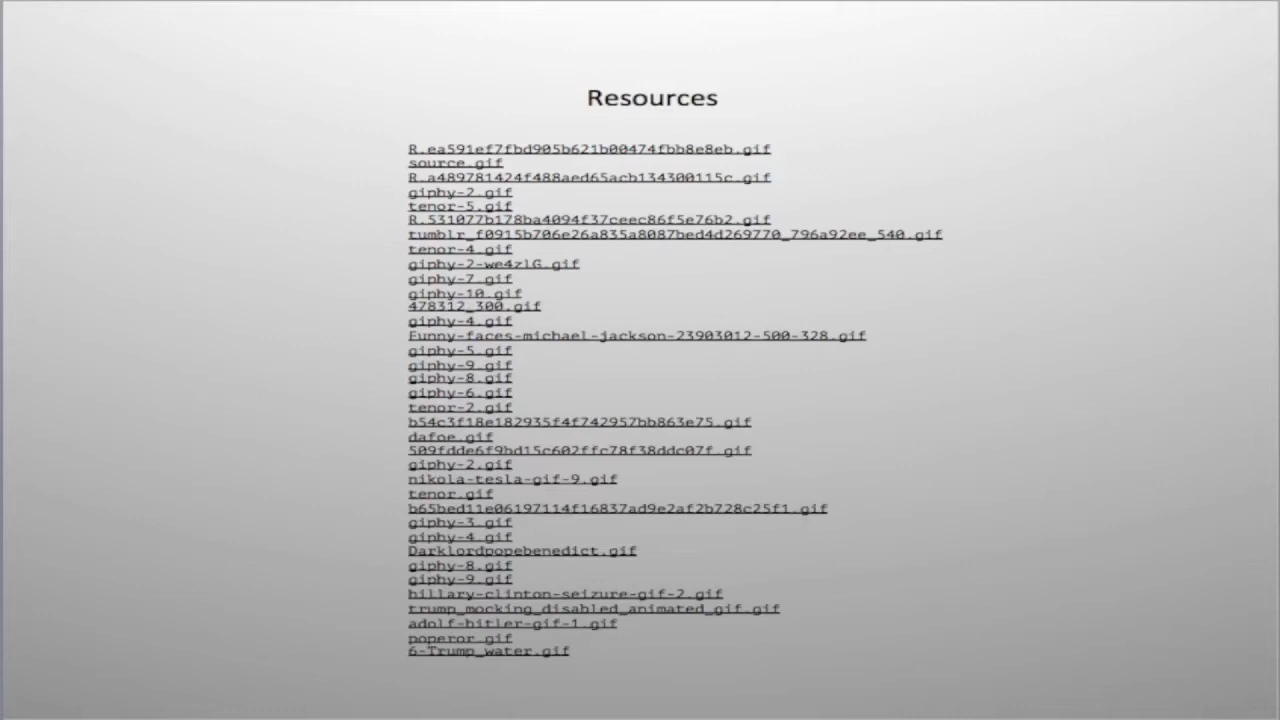 Resources
R.ea591ef7fbd905b621b00474fbb8e8eb.gif
source.gif
R.a489781424f488aed65acb134300115c.gif
giphy-2.gif
tenor-5.gif
R.531077b178ba4094f37ceec86f5e76b2.gif
tumblr_f0915b706e26a835a8087bed4d269770_796a92ee_540.gif
tenor-4.gif
giphy-2-we4zlG.gif
giphy-7.gif
giphy-10.gif
478312_300.gif
giphy-4.gif
Funny-faces-michael-jackson-23903012-500-328.gif
giphy-5.gif
giphy-9.gif
giphy-8.gif
giphy-6.gif
tenor-2.gif
b54c3f18e182935f4f742957bb863e75.gif
dafoe.gif
509fdde6f9bd15c602ffc78f38ddc07f.gif
giphy-2.gif
nikola-tesla-gif-9.gif
tenor.gif
b65bed11e06197114f16837ad9e2af2b728c25f1.gif
giphy-3.gif
giphy-4.gif
Darklordpopebenedict.gif
giphy-8.gif
giphy-9.gif
hillary-clinton-seizure-gif-2.gif
trump_mocking_disabled_animated_gif.gif
adolf-hitler-gif-1.gif
poperor.gif
6-Trump_water.gif